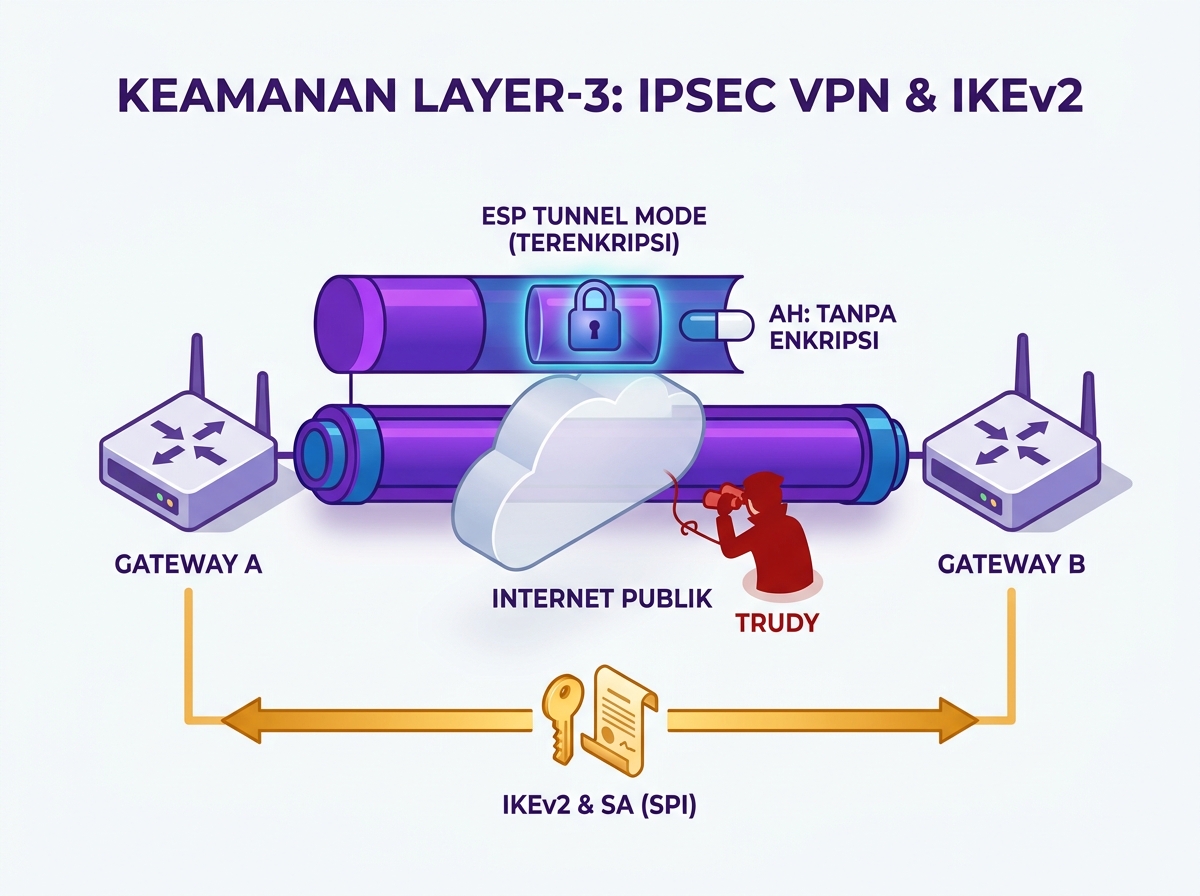 KEAMANAN LAYER-3: IPSEC VPN & IKEv2
ESP TUNNEL MODE
(TERENKRIPSI)
AH: TANPA
ENKRIPSI
GATEWAY A
GATEWAY B
INTERNET PUBLIK
TRUDY
IKEv2 & SA (SPI)